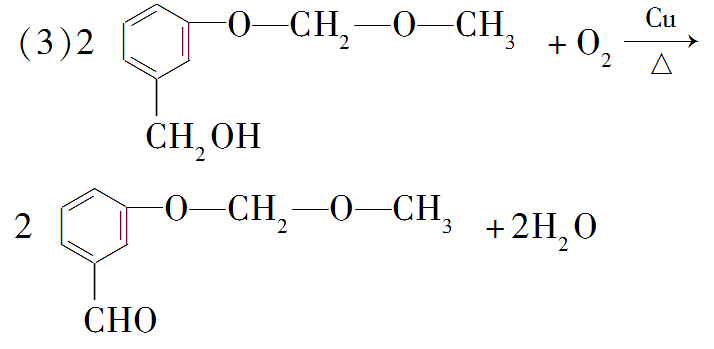 (3)2 O—CH₂—O—CH₃ + O₂ Cu △
CH₂OH
2 O—CH₂—O—CH₃ +2H₂O
CHO